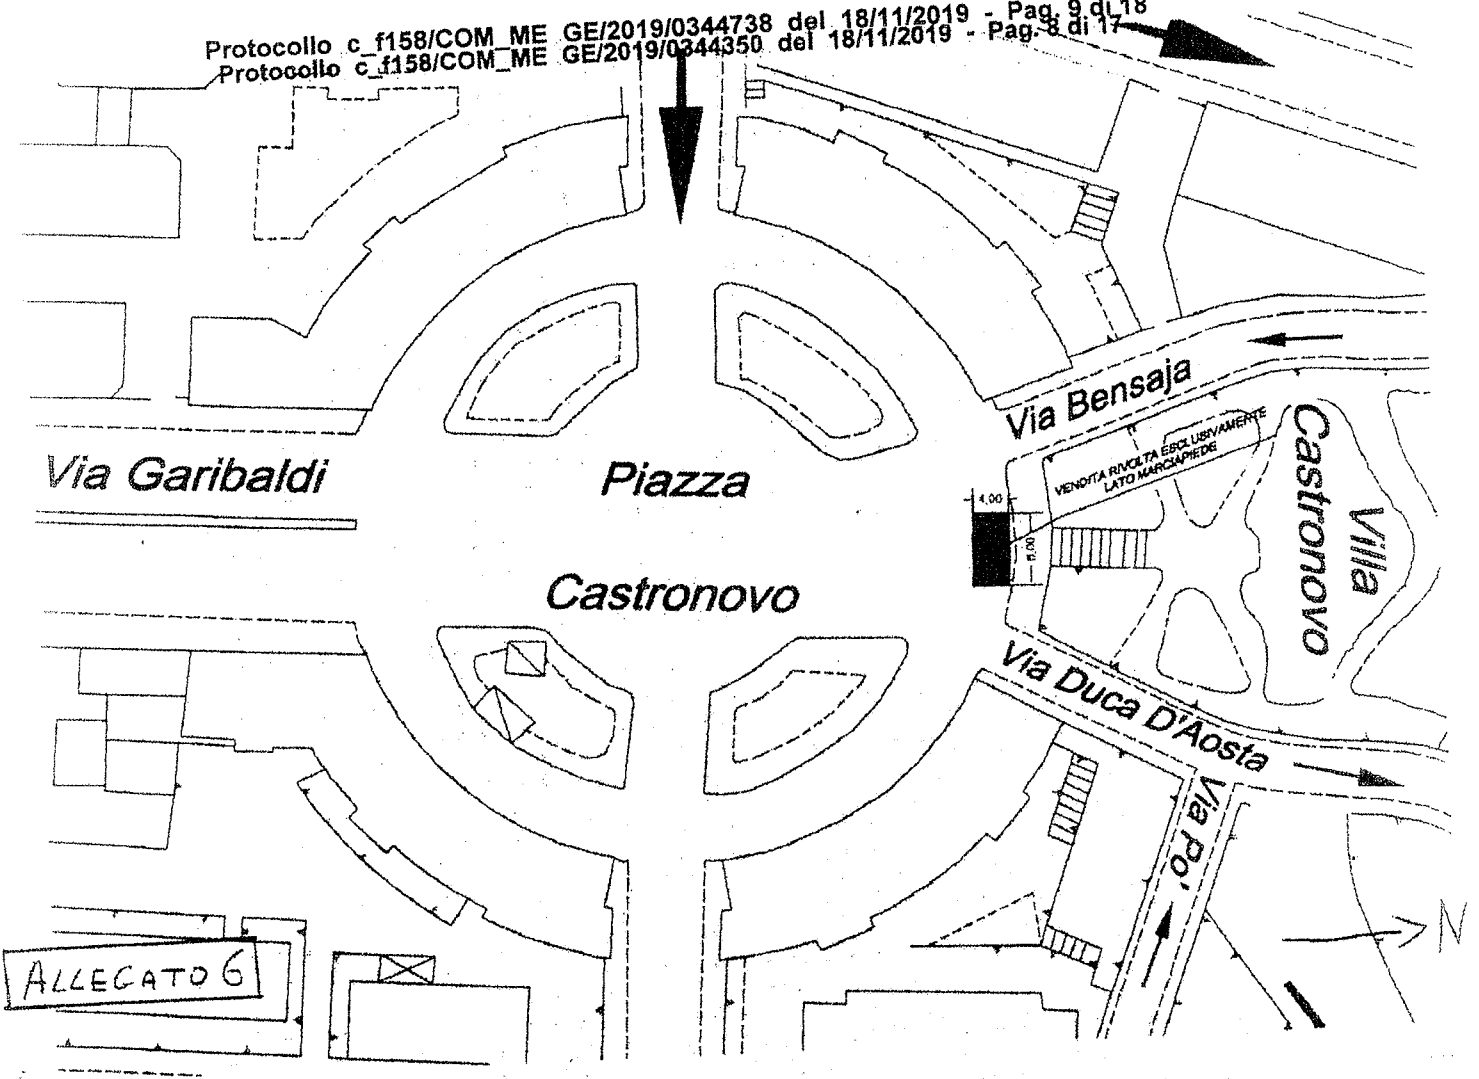 Protocollo c_f158/COM_ME GE/2019/0344738 del 18/11/2019 - Pag. 9 di 18
Protocollo c_f158/COM_ME GE/2019/0344350 del 18/11/2019 - Pag. 8 di 17
Via Bensaja
VENDITA RIVOLTA ESCLUSIVAMENTE
LATO MARCIAPIEDE
Via Garibaldi
Piazza
Castronovo
4,00
Villa
Castronovo
Via Duca D'Aosta
Via Po'
ALLEGATO 6
N